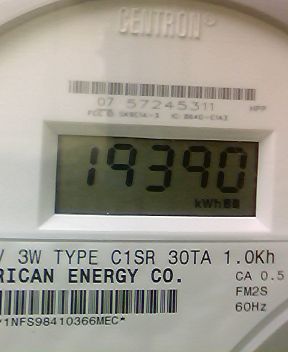 CENTRON®
07 57245311
19390
kWh
V 3W TYPE C1SR 30TA 1.0Kh
RICAN ENERGY CO. CA 0.5
FM2S
*1NFS98410366MEC* 60Hz